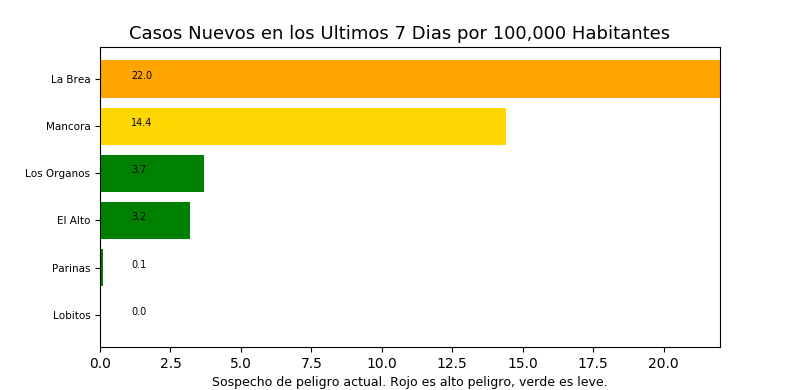 Casos Nuevos en los Ultimos 7 Dias por 100,000 Habitantes
La Brea 22.0
Mancora 14.4
Los Organos 3.7
El Alto 3.2
Parinas 0.1
Lobitos 0.0
0.0 2.5 5.0 7.5 10.0 12.5 15.0 17.5 20.0
Sospecho de peligro actual. Rojo es alto peligro, verde es leve.